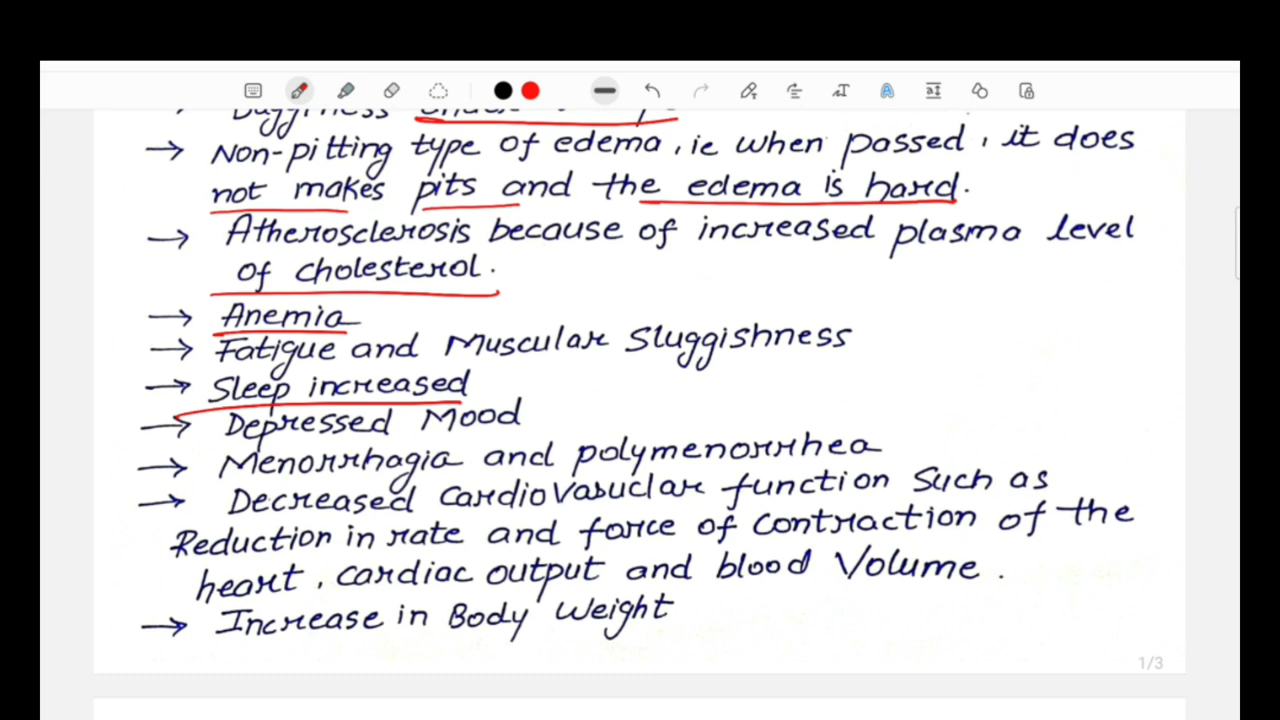 → Non-pitting type of edema, ie when passed, it does
not makes pits and the edema is hard.
→ Atherosclerosis because of increased plasma level
of cholesterol.
→ Anemia
→ Fatigue and Muscular Sluggishness
→ Sleep increased
→ Depressed Mood
→ Menorrhagia and polymenorrhea
→ Decreased cardiovasuclar function such as
Reduction in rate and force of contraction of the
heart, cardiac output and blood volume.
→ Increase in Body Weight
1/3